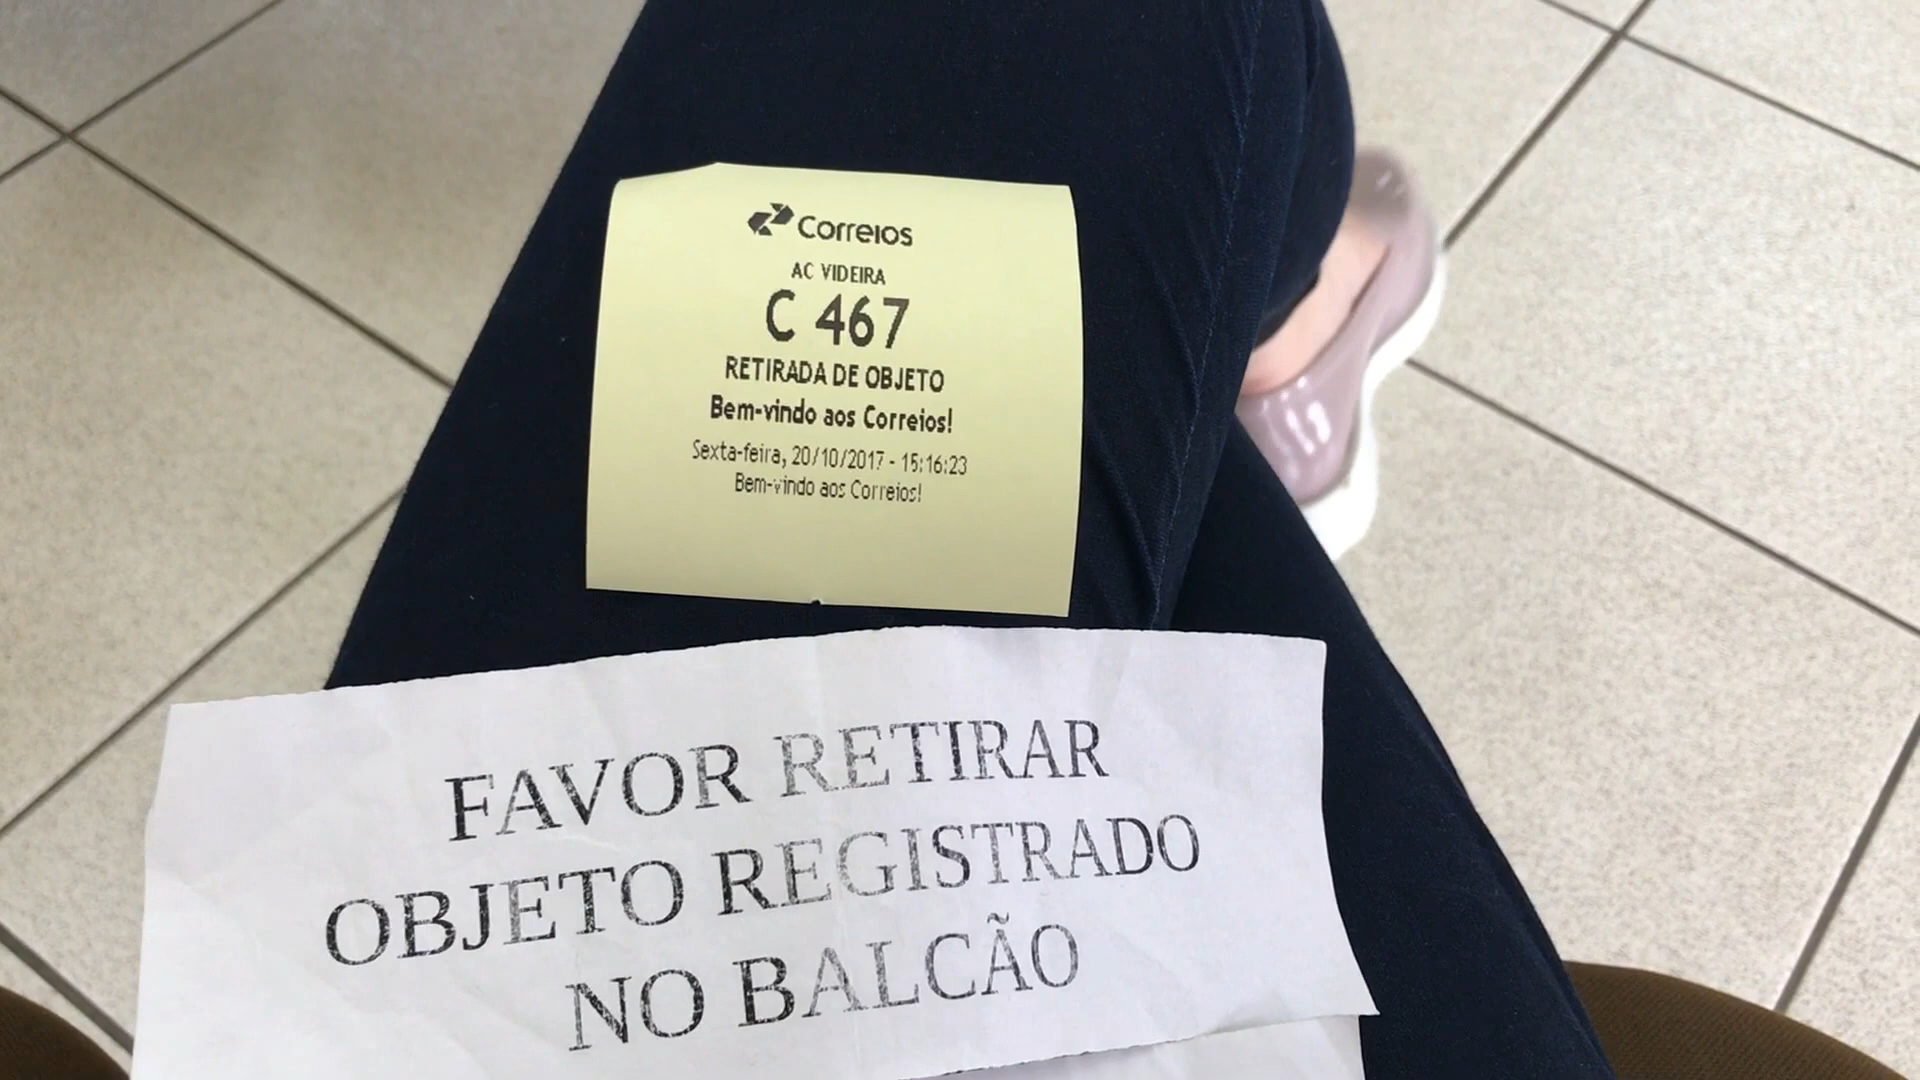 Correios
AC VIDEIRA
C 467
RETIRADA DE OBJETO
Bem-vindo aos Correios!
Sexta-feira, 20/10/2017 - 15:16:23
Bem-vindo aos Correios!
FAVOR RETIRAR
OBJETO REGISTRADO
NO BALCÃO